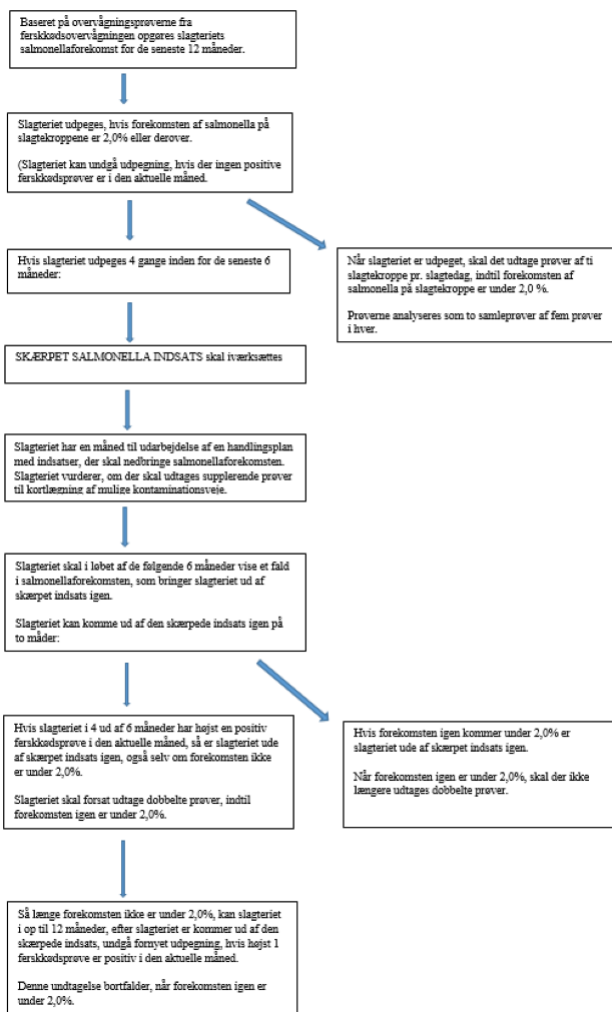 Baseret på overvågningsprøverne fra
ferskkødsovervågningen opgøres slagteriets
salmonellaforekomst for de seneste 12 måneder.
Slagteriet udpeges, hvis forekomsten af salmonella på
slagtekroppene er 2,0% eller derover.
(Slagteriet kan undgå udpegning, hvis der ingen positive
ferskkødsprøver er i den aktuelle måned.
Hvis slagteriet udpeges 4 gange inden for de seneste 6
måneder:
Når slagteriet er udpeget, skal det udtage prøver af ti
slagtekroppe pr. slagtedag, indtil forekomsten af
salmonella på slagtekroppe er under 2,0 %.
Prøverne analyseres som to samleprøver af fem prøver
i hver.
SKÆRPET SALMONELLA INDSATS skal iværksættes
Slagteriet har en måned til udarbejdelse af en handlingsplan
med indsatser, der skal nedbringe salmonellaforekomsten.
Slagteriet vurderer, om der skal udtages supplerende prøver
til kortlægning af mulige kontaminationsveje.
Slagteriet skal i løbet af de følgende 6 måneder vise et fald
i salmonellaforekomsten, som bringer slagteriet ud af
skærpet indsats igen.
Slagteriet kan komme ud af den skærpede indsats igen på
to måder:
Hvis slagteriet i 4 ud af 6 måneder har højst en positiv
ferskkødsprøve i den aktuelle måned, så er slagteriet ude
af skærpet indsats igen, også selv om forekomsten ikke
er under 2,0%.
Slagteriet skal forsat udtage dobbelte prøver, indtil
forekomsten igen er under 2,0%.
Hvis forekomsten igen kommer under 2,0% er
slagteriet ude af skærpet indsats igen.
Når forekomsten igen er under 2,0%, skal der ikke
længere udtages dobbelte prøver.
Så længe forekomsten ikke er under 2,0%, kan slagteriet
i op til 12 måneder, efter slagteriet er kommer ud af den
skærpede indsats, undgå fornyet udpegning, hvis højst 1
ferskkødsprøve er positiv i den aktuelle måned.
Denne undtagelse bortfalder, når forekomsten igen er
under 2,0%.